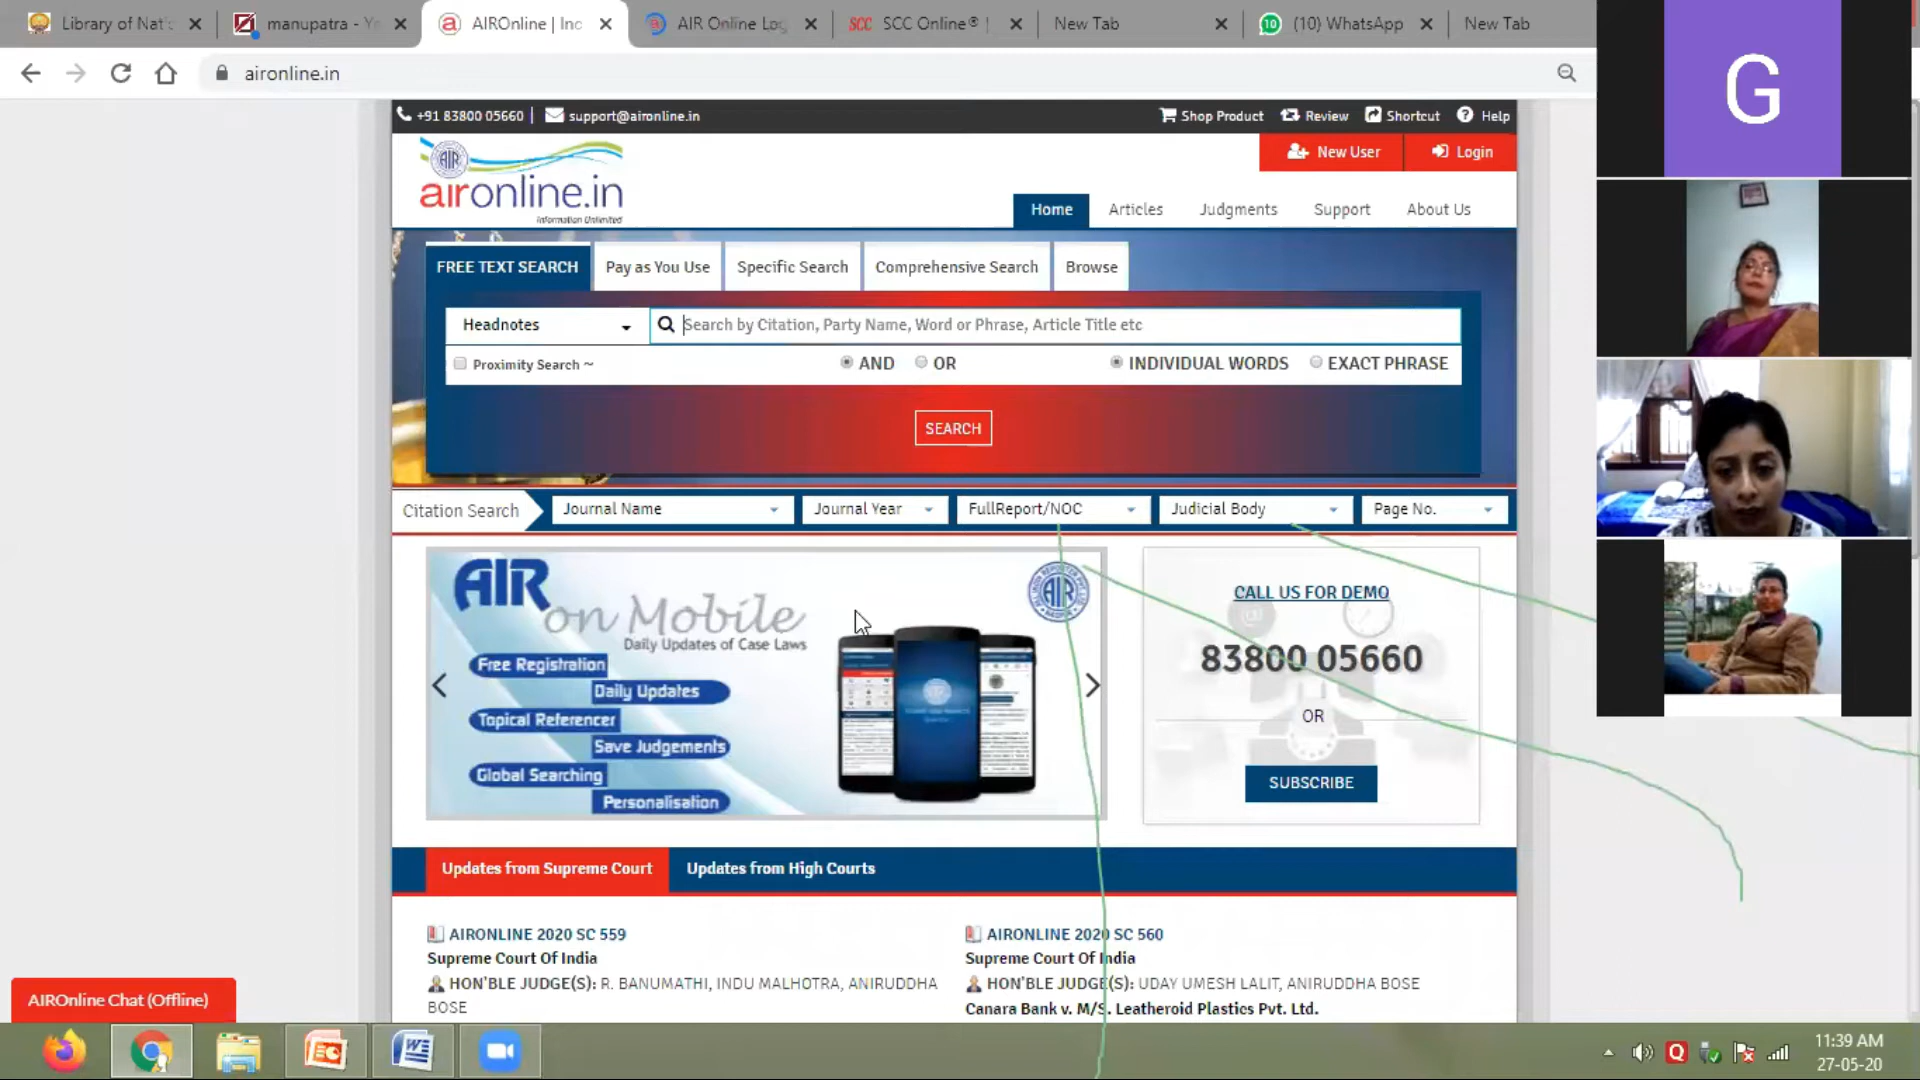 Library of Nati
manupatra - Ye
AIROnline | Inc
AIR Online Log
SCC SCC Online® |
New Tab
(10) WhatsApp
New Tab
aironline.in
+91 83800 05660 | support@aironline.in
Shop Product Review Shortcut Help
New User Login
AIR
aironline.in
Information Unlimited
Home Articles Judgments Support About Us
FREE TEXT SEARCH Pay as You Use Specific Search Comprehensive Search Browse
Headnotes Search by Citation, Party Name, Word or Phrase, Article Title etc
Proximity Search ~ AND OR INDIVIDUAL WORDS EXACT PHRASE
SEARCH
Citation Search Journal Name Journal Year FullReport/NOC Judicial Body Page No.
AIR
on Mobile
Daily Updates of Case Laws
Free Registration
Daily Updates
Topical Referencer
Save Judgements
Global Searching
Personalisation
AIR
CALL US FOR DEMO
83800 05660
OR
SUBSCRIBE
Updates from Supreme Court Updates from High Courts
AIRONLINE 2020 SC 559
Supreme Court Of India
HON'BLE JUDGE(S): R. BANUMATHI, INDU MALHOTRA, ANIRUDDHA
BOSE
AIRONLINE 2020 SC 560
Supreme Court Of India
HON'BLE JUDGE(S): UDAY UMESH LALIT, ANIRUDDHA BOSE
Canara Bank v. M/S. Leatheroid Plastics Pvt. Ltd.
AIROnline Chat (Offline)
G
11:39 AM
27-05-20